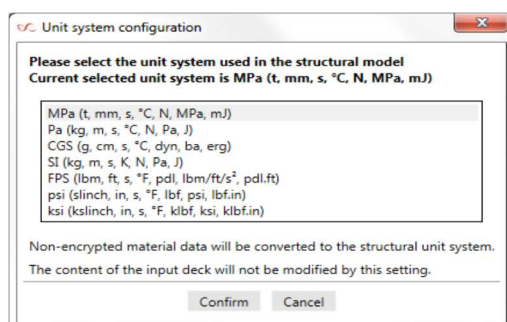 Unit system configuration
Please select the unit system used in the structural model
Current selected unit system is MPa (t, mm, s, °C, N, MPa, mJ)
MPa (t, mm, s, °C, N, MPa, mJ)
Pa (kg, m, s, °C, N, Pa, J)
CGS (g, cm, s, °C, dyn, ba, erg)
SI (kg, m, s, K, N, Pa, J)
FPS (lbm, ft, s, °F, pdl, lbm/ft/s², pdl.ft)
psi (slinch, in, s, °F, lbf, psi, lbf.in)
ksi (kslinch, in, s, °F, klbf, ksi, klbf.in)
Non-encrypted material data will be converted to the structural unit system.
The content of the input deck will not be modified by this setting.
Confirm Cancel